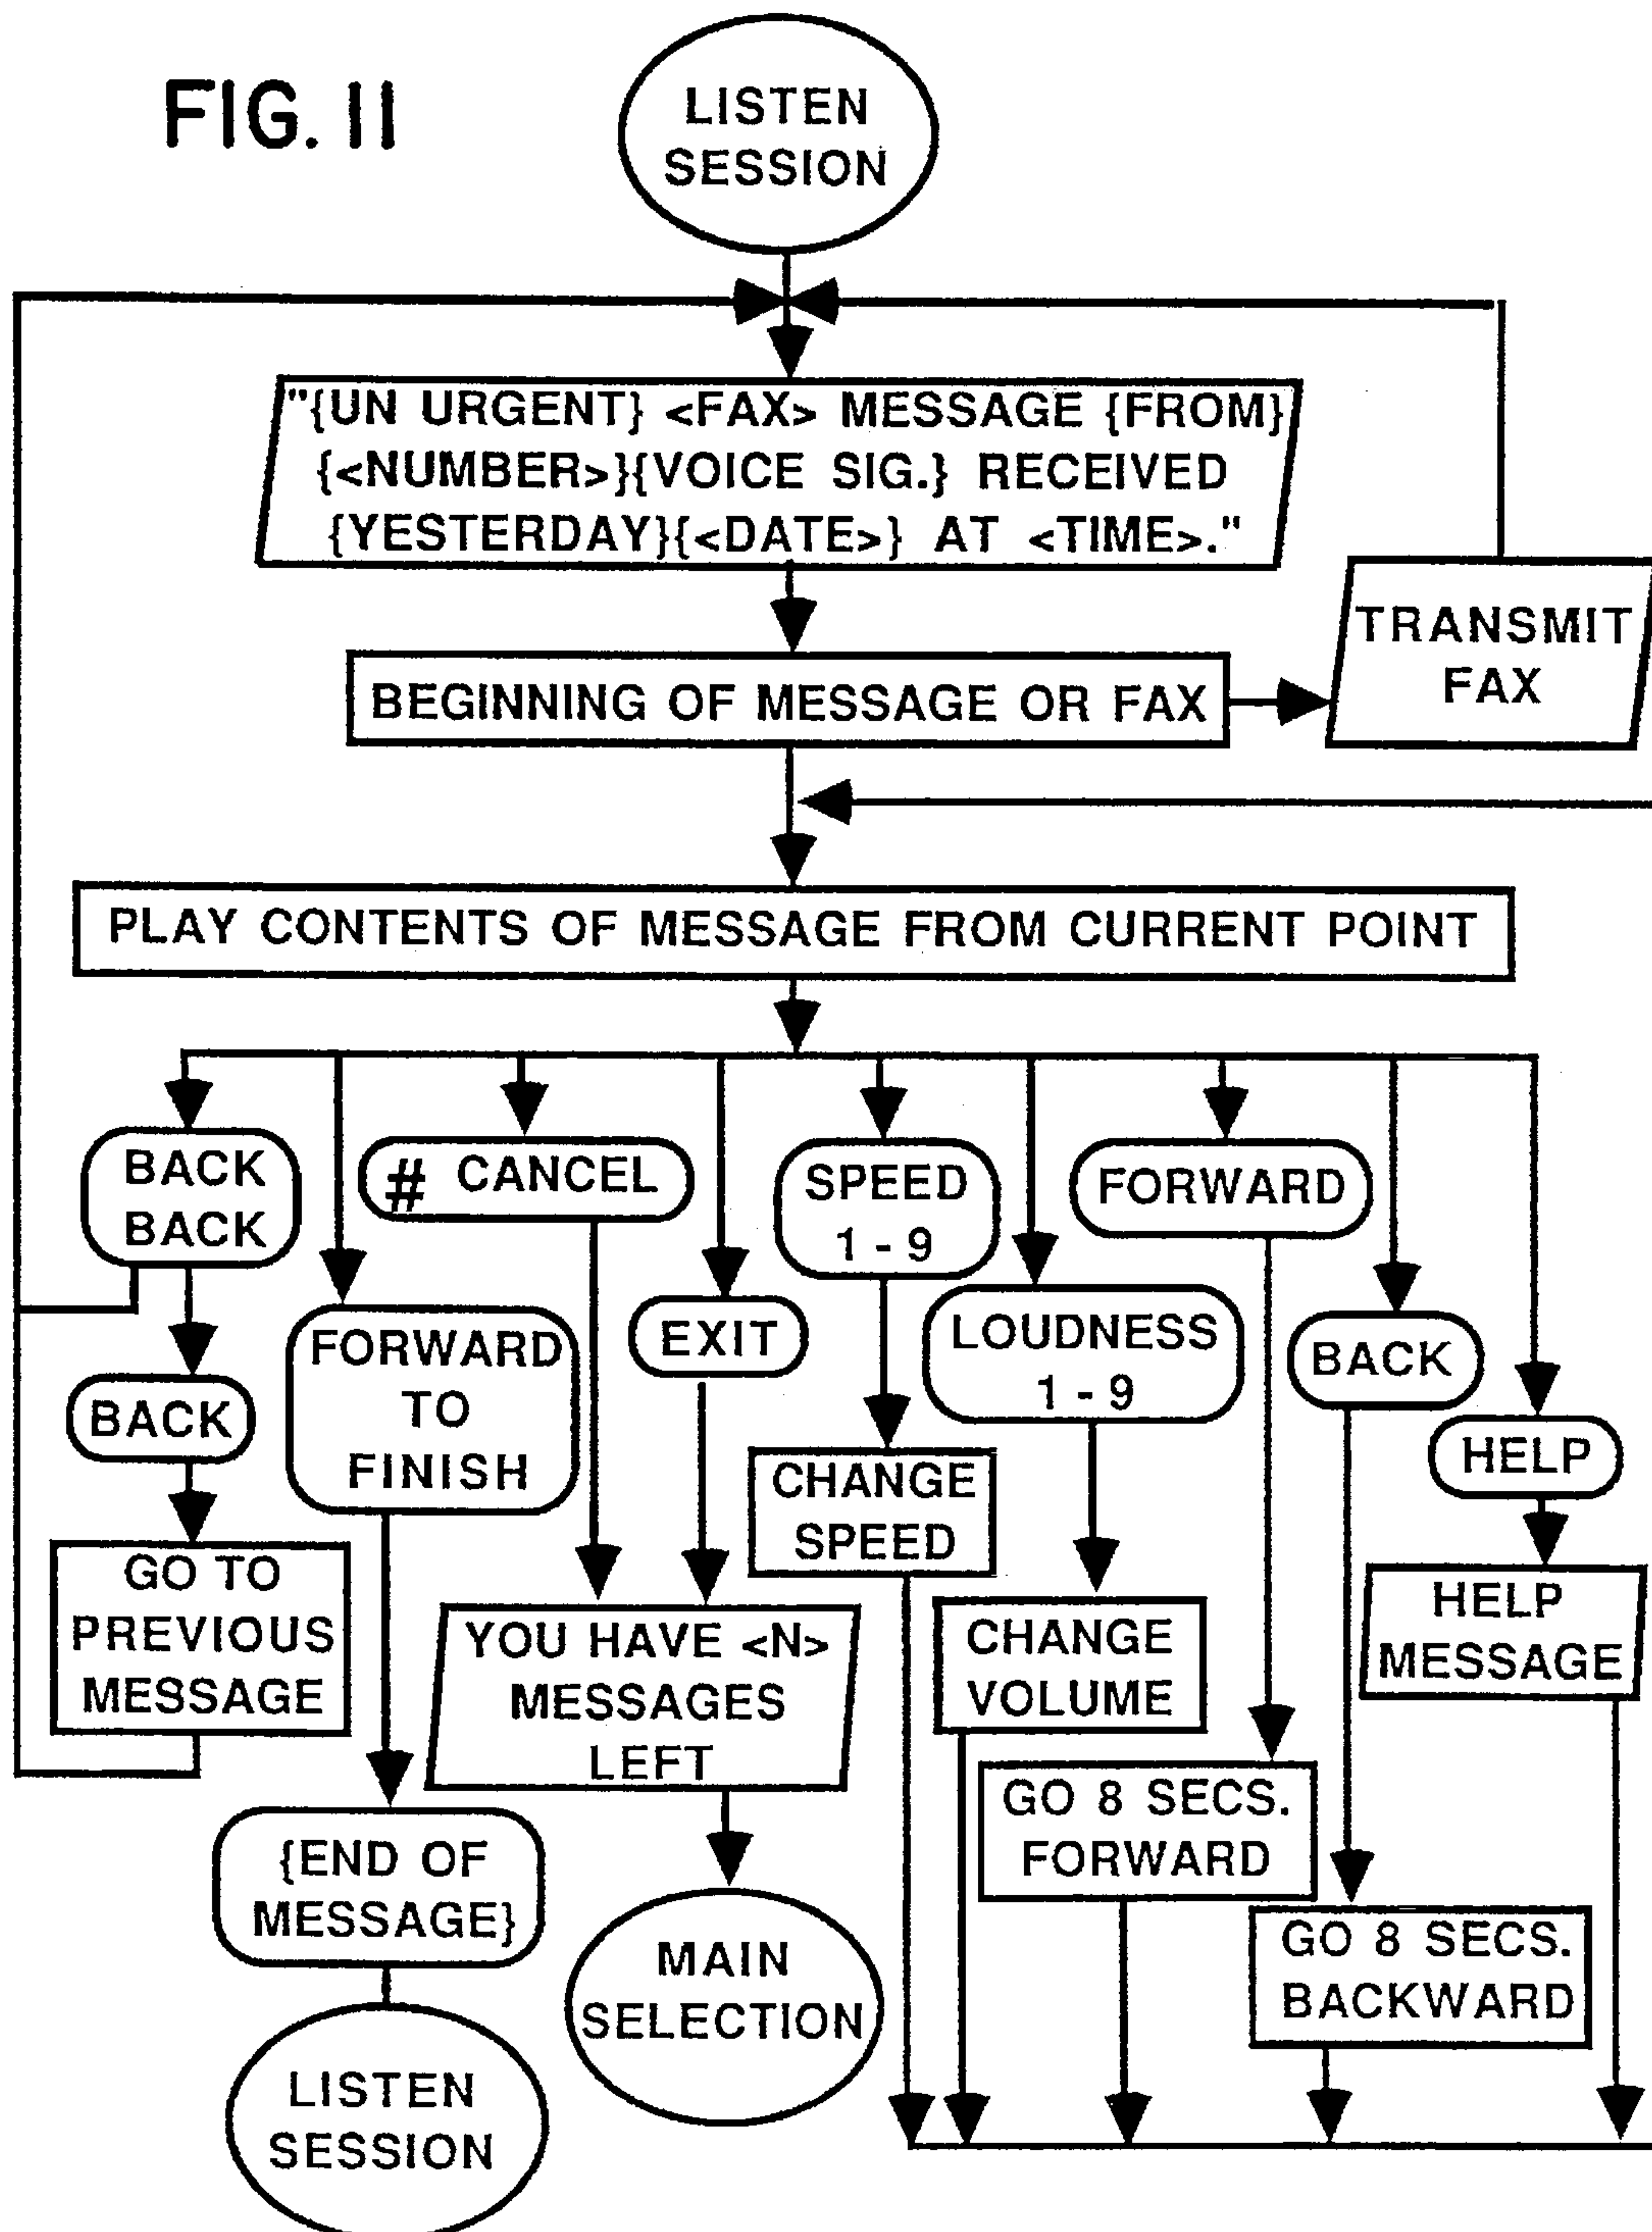 FIG. 11
LISTEN
SESSION
"{UN URGENT} <FAX> MESSAGE {FROM}
{<NUMBER>}{VOICE SIG.} RECEIVED
{YESTERDAY}{<DATE>} AT <TIME>."
TRANSMIT
FAX
BEGINNING OF MESSAGE OR FAX
PLAY CONTENTS OF MESSAGE FROM CURRENT POINT
BACK
BACK
# CANCEL
SPEED
1 - 9
FORWARD
FORWARD
TO
FINISH
EXIT
LOUDNESS
1 - 9
BACK
BACK
HELP
CHANGE
SPEED
GO TO
PREVIOUS
MESSAGE
YOU HAVE <N>
MESSAGES
LEFT
CHANGE
VOLUME
HELP
MESSAGE
GO 8 SECS.
FORWARD
{END OF
MESSAGE}
MAIN
SELECTION
GO 8 SECS.
BACKWARD
LISTEN
SESSION